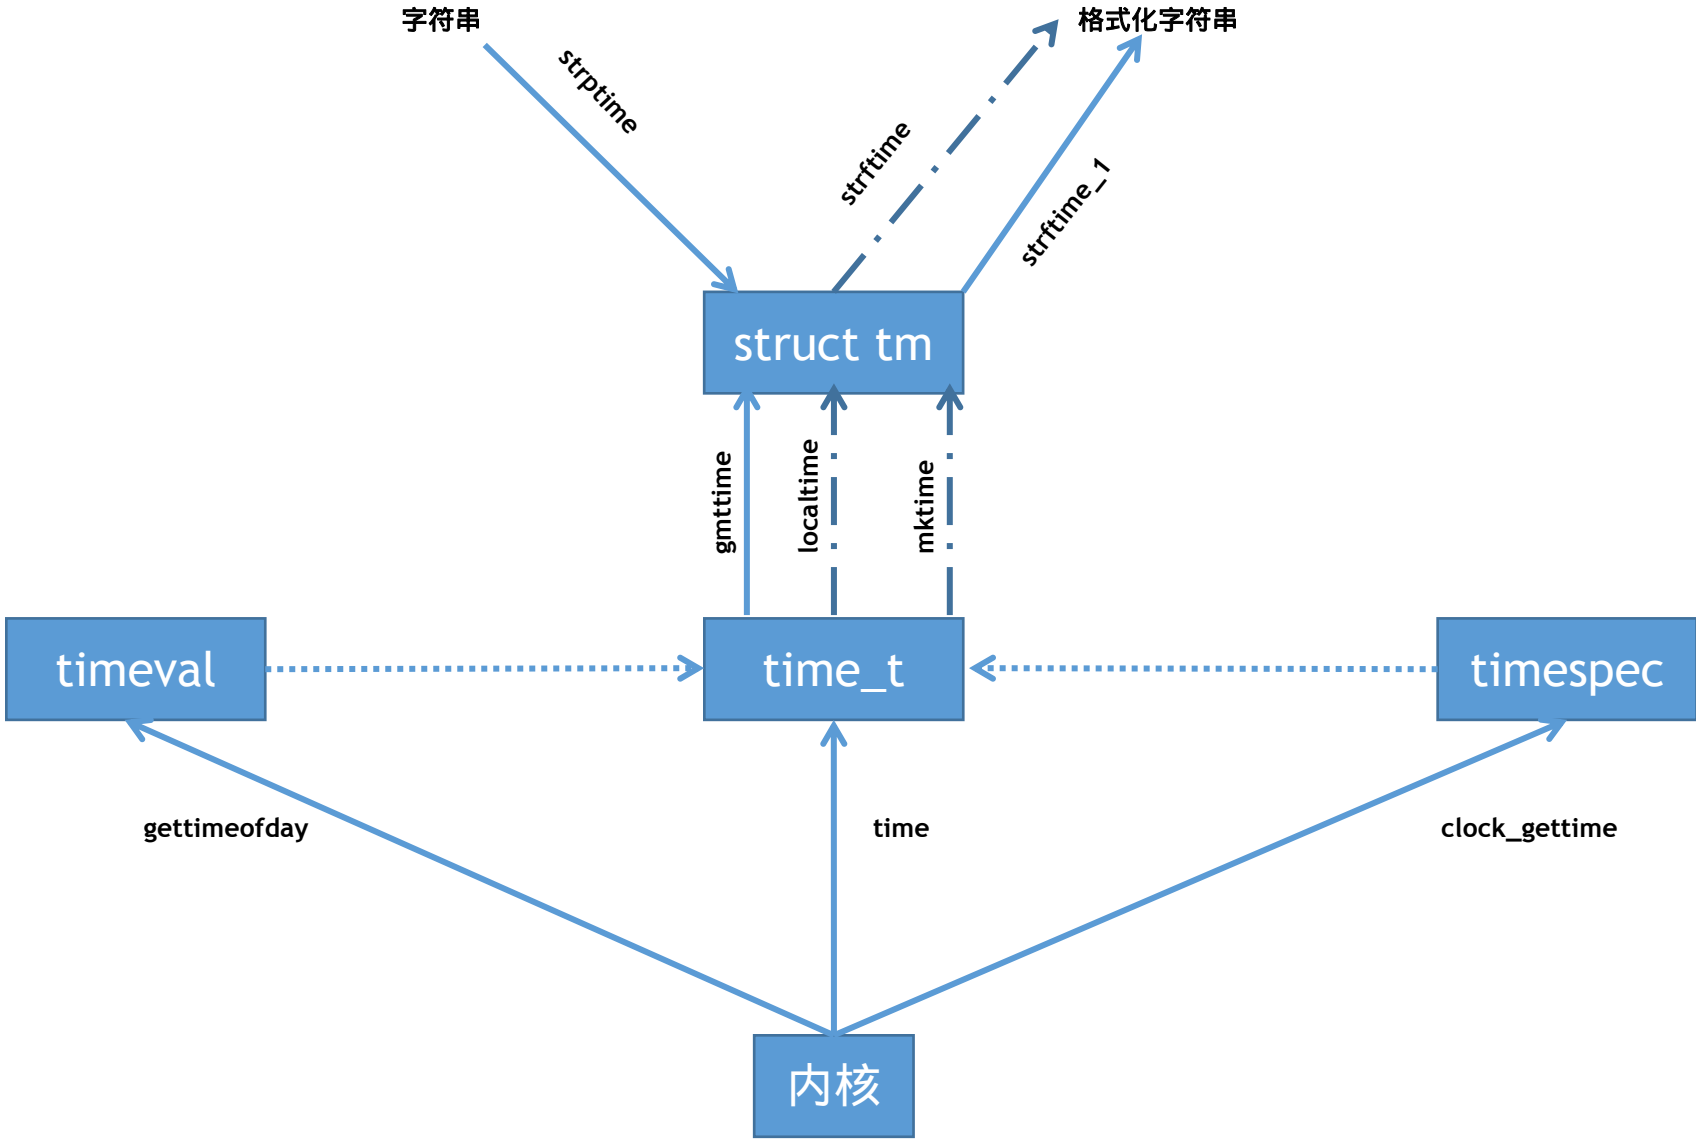 字符串
格式化字符串
strptime
strftime
strftime_1
struct tm
gmttime
localtime
mktime
timeval
time_t
timespec
gettimeofday
time
clock_gettime
内核